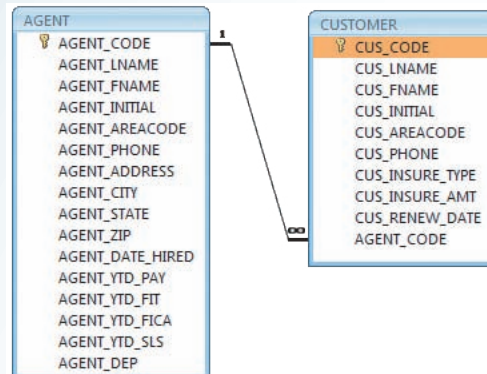 AGENT
AGENT_CODE
AGENT_LNAME
AGENT_FNAME
AGENT_INITIAL
AGENT_AREACODE
AGENT_PHONE
AGENT_ADDRESS
AGENT_CITY
AGENT_STATE
AGENT_ZIP
AGENT_DATE_HIRED
AGENT_YTD_PAY
AGENT_YTD_FIT
AGENT_YTD_FICA
AGENT_YTD_SLS
AGENT_DEP
1
∞
CUSTOMER
CUS_CODE
CUS_LNAME
CUS_FNAME
CUS_INITIAL
CUS_AREACODE
CUS_PHONE
CUS_INSURE_TYPE
CUS_INSURE_AMT
CUS_RENEW_DATE
AGENT_CODE